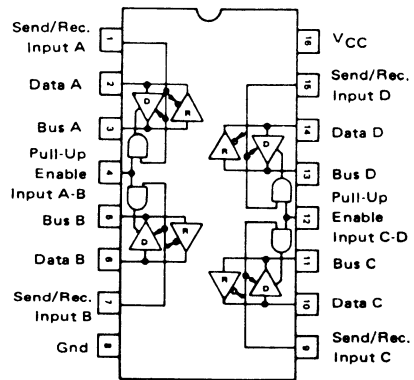 Send/Rec.
Input A
1
Data A
2
Bus A
3
Pull-Up
Enable
Input A-B
4
Bus B
5
Data B
6
Send/Rec.
Input B
7
Gnd
8
16
VCC
15
Send/Rec.
Input D
14
Data D
13
Bus D
12
Pull-Up
Enable
Input C-D
11
Bus C
10
Data C
9
Send/Rec.
Input C
D
R
R
D
D
R
R
D